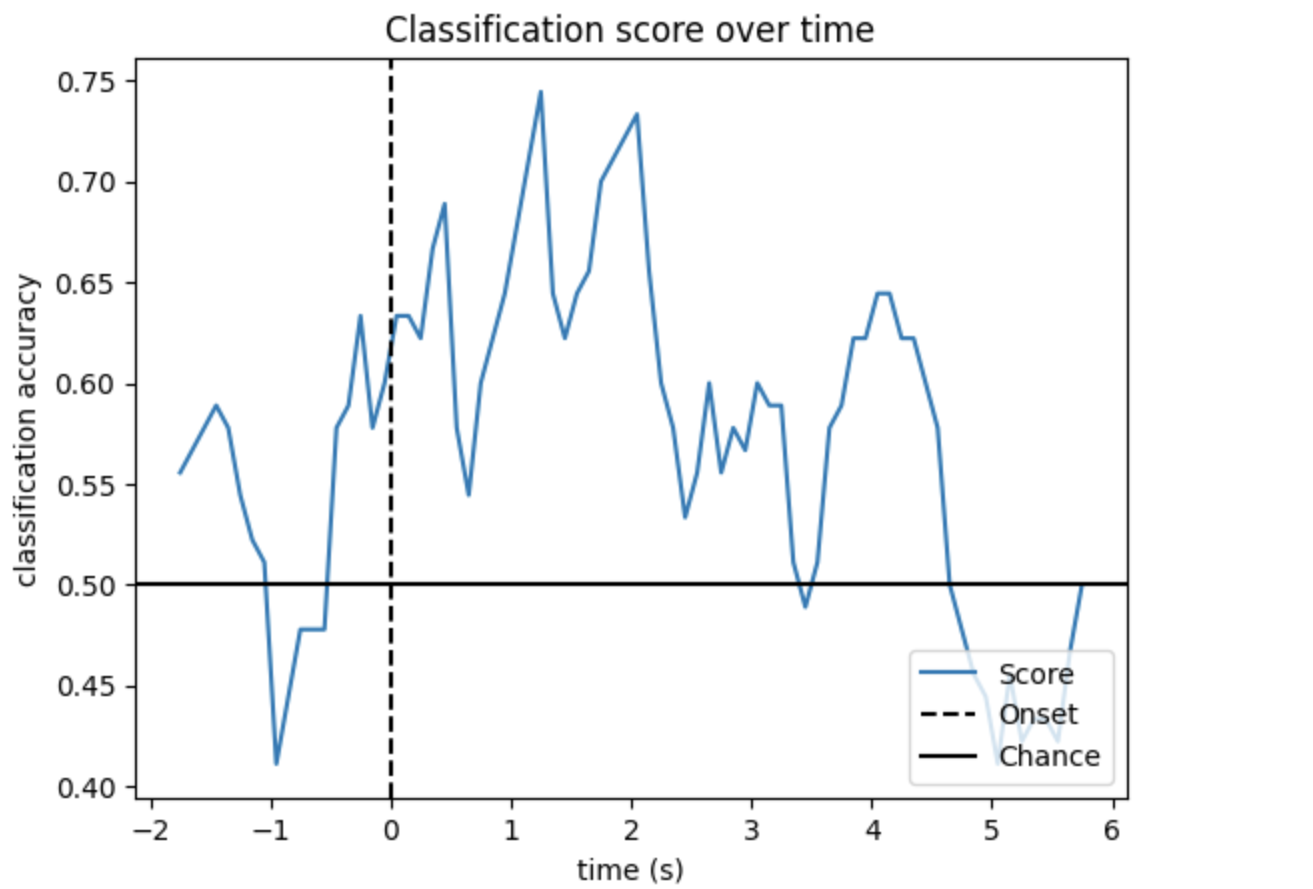 Classification score over time
0.75
0.70
0.65
0.60
0.55
0.50
0.45
0.40
classification accuracy
Score
Onset
Chance
−2 −1 0 1 2 3 4 5 6
time (s)